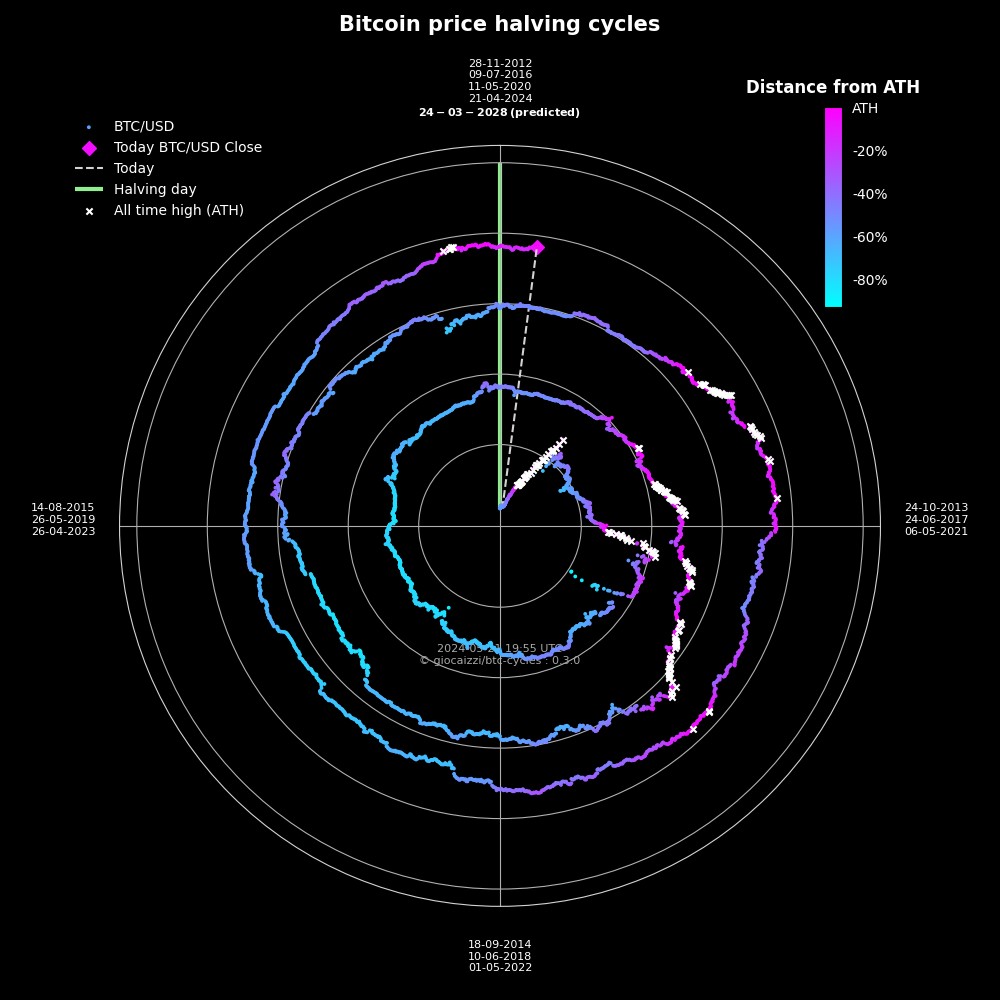 Bitcoin price halving cycles
28-11-2012
09-07-2016
11-05-2020
21-04-2024
24-03-2028 (predicted)
BTC/USD
Today BTC/USD Close
Today
Halving day
All time high (ATH)
Distance from ATH
ATH
-20%
-40%
-60%
-80%
14-08-2015
26-05-2019
26-04-2023
24-10-2013
24-06-2017
06-05-2021
19:55 UTC
© giocaizzi/btc-cycles : 0.3.0
18-09-2014
10-06-2018
01-05-2022